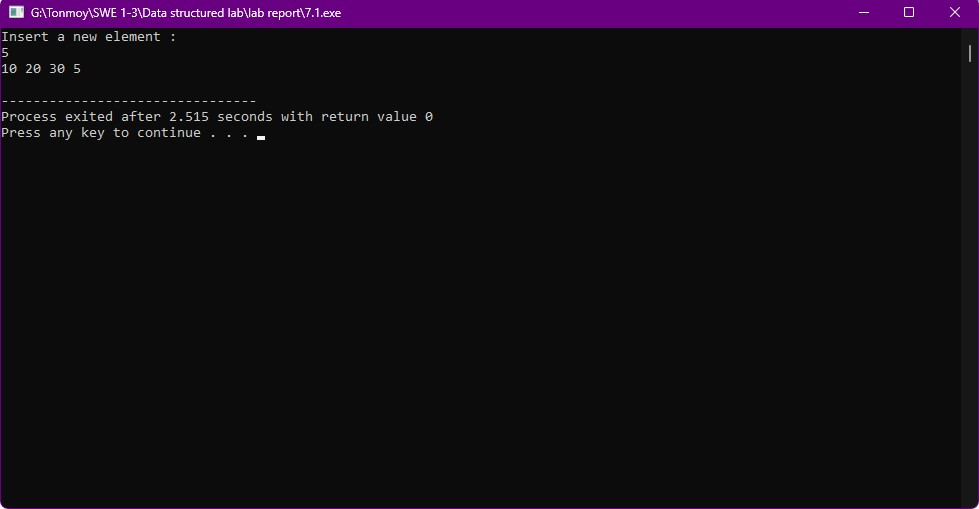 G:\Tonmoy\SWE 1-3\Data structured lab\lab report\7.1.exe
Insert a new element :
5
10 20 30 5
--------------------------------
Process exited after 2.515 seconds with return value 0
Press any key to continue . . .